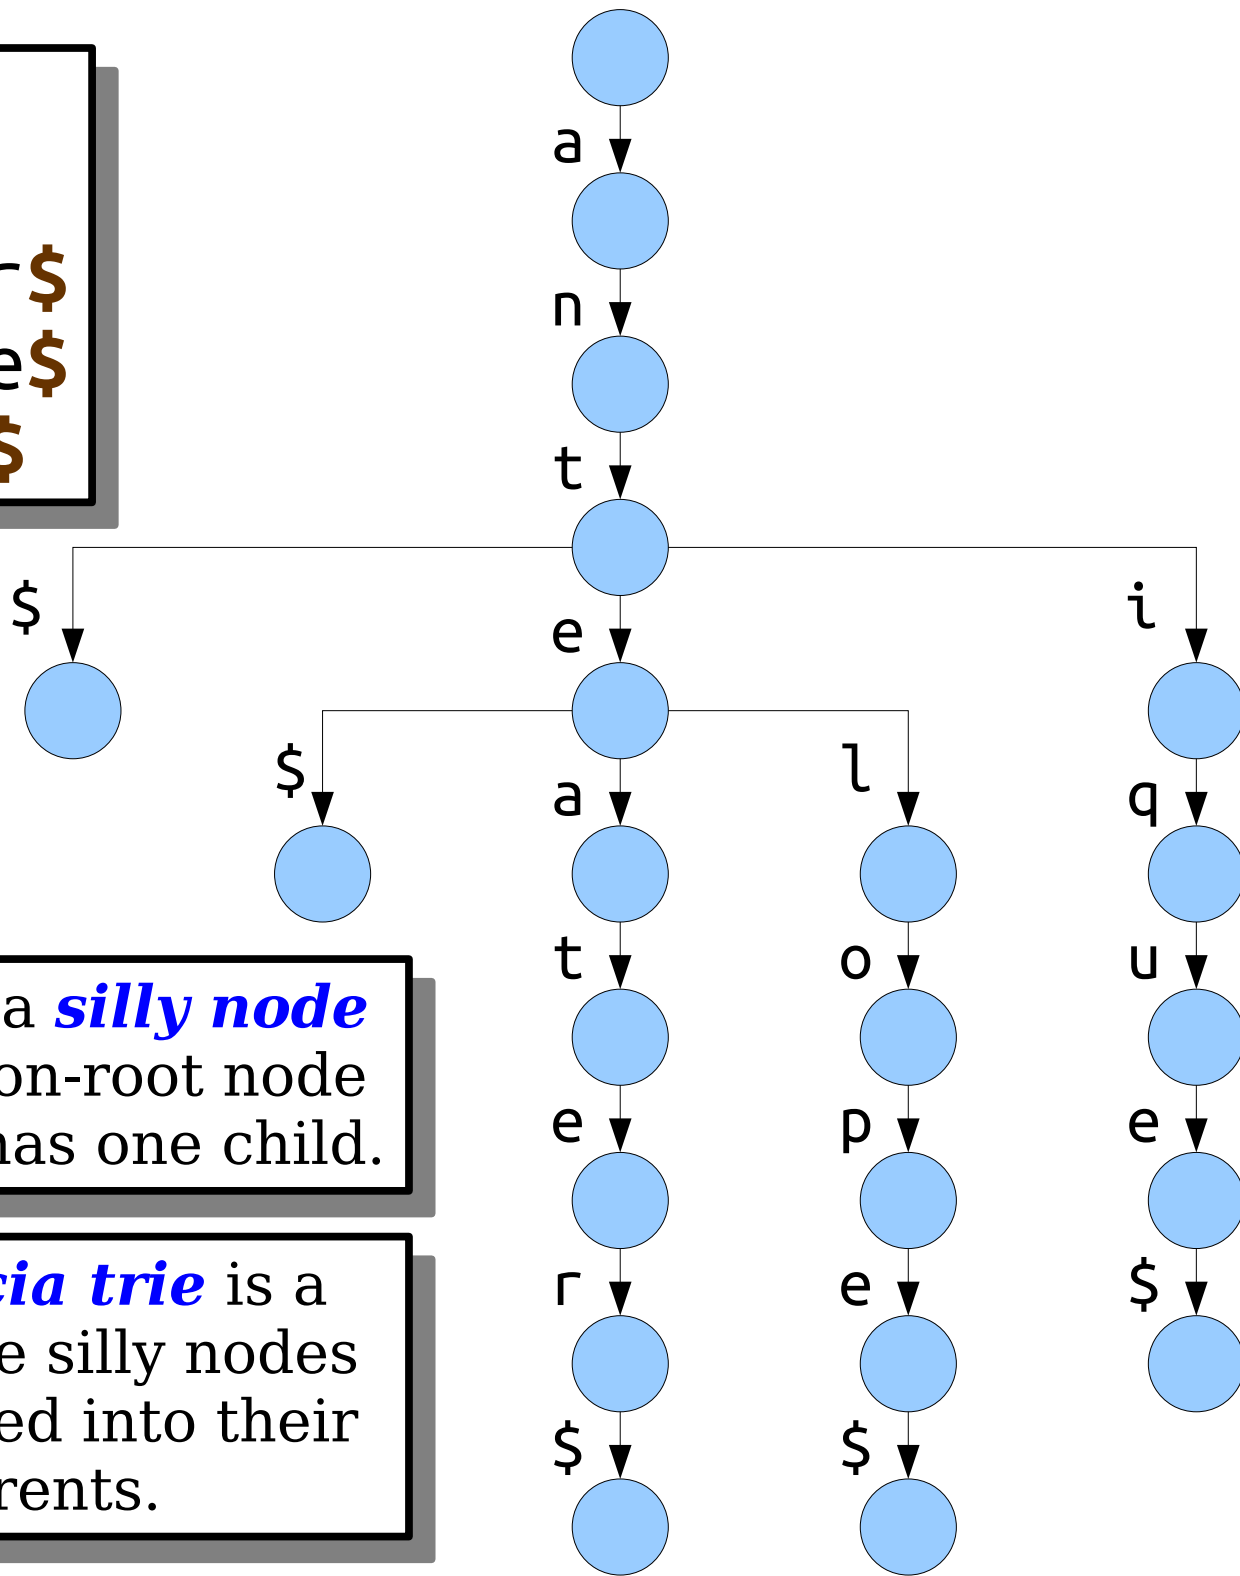 a
n
r$
e$
t
$
$ e i
$ a l q
t o u
a silly node
on-root node
has one child.
e p e
cia trie is a
e silly nodes
ed into their
rents.
r e $
$ $